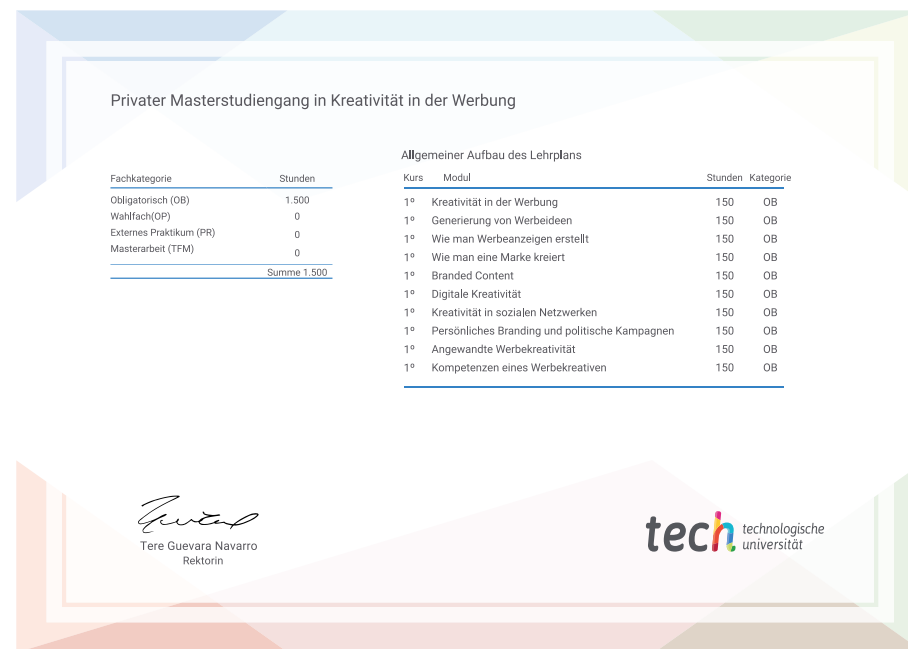 Privater Masterstudiengang in Kreativität in der Werbung
Fachkategorie Stunden
Obligatorisch (OB) 1.500
Wahlfach(OP) 0
Externes Praktikum (PR) 0
Masterarbeit (TFM) 0
Summe 1.500
Allgemeiner Aufbau des Lehrplans
Kurs Modul Stunden Kategorie
1º Kreativität in der Werbung 150 OB
1º Generierung von Werbeideen 150 OB
1º Wie man Werbeanzeigen erstellt 150 OB
1º Wie man eine Marke kreiert 150 OB
1º Branded Content 150 OB
1º Digitale Kreativität 150 OB
1º Kreativität in sozialen Netzwerken 150 OB
1º Persönliches Branding und politische Kampagnen 150 OB
1º Angewandte Werbekreativität 150 OB
1º Kompetenzen eines Werbekreativen 150 OB
Tere Guevara Navarro
Rektorin
tech technologische
universität